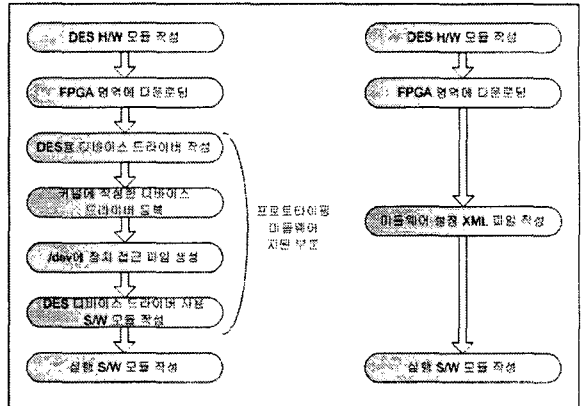 DES H/W 모듈 작성
FPGA 영역에 다운로딩
DES용 디바이스 드라이버 작성
커널에 작성한 디바이스
드라이버 등록
/dev에 장치 접근 파일 생성
DES 디바이스 드라이버 사용
S/W 모듈 작성
실행 S/W 모듈 작성
프로토타이핑
미들웨어
지원 부분
DES H/W 모듈 작성
FPGA 영역에 다운로딩
미들웨어 설정 XML 파일 작성
실행 S/W 모듈 작성